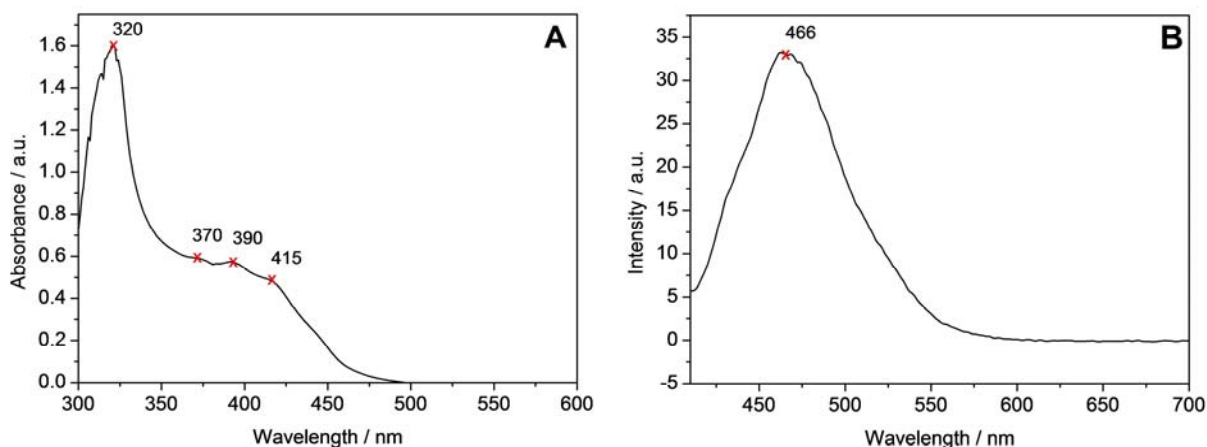 A
320
370
390
415
Absorbance / a.u.
1.6
1.4
1.2
1.0
0.8
0.6
0.4
0.2
0.0
300 350 400 450 500 550 600
Wavelength / nm
B
466
Intensity / a.u.
35
30
25
20
15
10
5
0
-5
450 500 550 600 650 700
Wavelength / nm